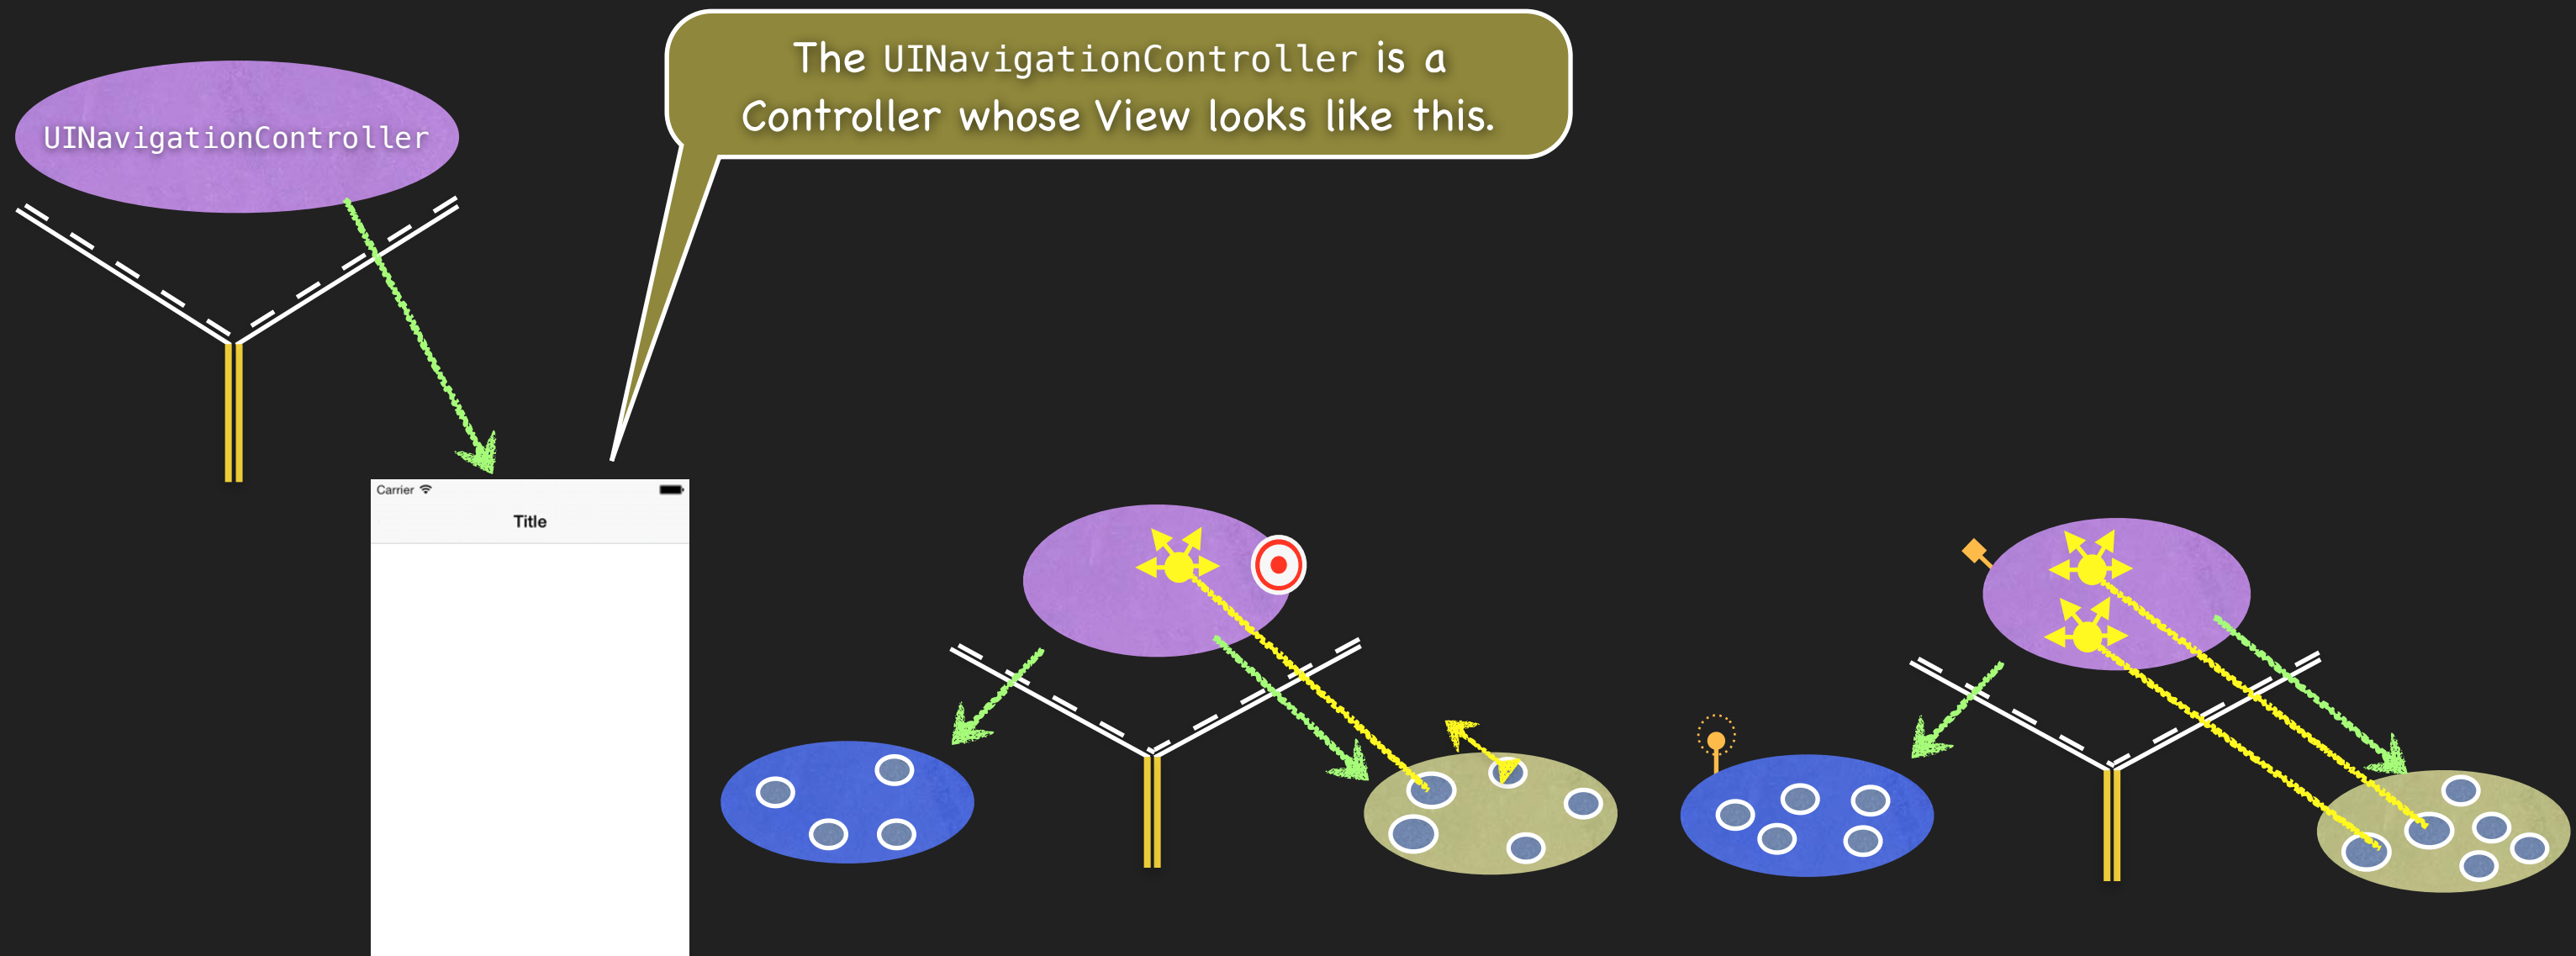 The UINavigationController is a
Controller whose View looks like this.
UINavigationController
Carrier
Title